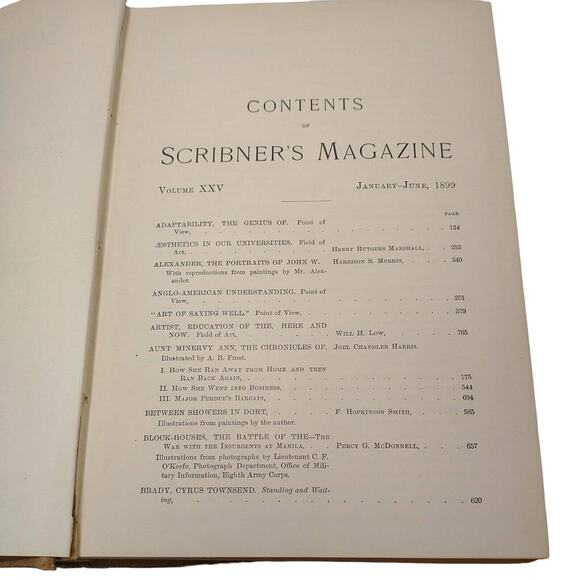 CONTENTS
OF
SCRIBNER'S MAGAZINE
VOLUME XXV JANUARY–JUNE, 1899
PAGE
ADAPTABILITY, THE GENIUS OF. Point of
View, . . . . . . . . . . . . . 124
ÆSTHETICS IN OUR UNIVERSITIES. Field of
Art, . . . . . . . . . HENRY RUTGERS MARSHALL, . . 253
ALEXANDER, THE PORTRAITS OF JOHN W. HARRISON S. MORRIS, . . . 340
With reproductions from paintings by Mr. Alex-
ander.
ANGLO-AMERICAN UNDERSTANDING. Point of
View, . . . . . . . . . . . . . 251
"ART OF SAYING WELL." Point of View, . . . . . . . . . 379
ARTIST, EDUCATION OF THE, HERE AND
NOW. Field of Art, . . . . . . WILL H. LOW, . . . . . 765
AUNT MINERVY ANN, THE CHRONICLES OF, JOEL CHANDLER HARRIS.
Illustrated by A. B. Frost.
I. HOW SHE RAN AWAY FROM HOME AND THEN
RAN BACK AGAIN, . . . . . . . . . . . . 175
II. HOW SHE WENT INTO BUSINESS, . . . . . . . . . . 544
III. MAJOR PERDUE'S BARGAIN, . . . . . . . . . . . 694
BETWEEN SHOWERS IN DORT, . . . F. HOPKINSON SMITH, . . . 585
Illustrations from pictures by the author.
BLOCK-HOUSES, THE BATTLE OF THE—THE
WAR WITH THE INSURGENTS AT MANILA, . . PERCY G. MCDONNELL, . . . 657
Illustrations from photographs by Lieutenant C. F.
O'Keefe, Photograph Department, Office of Mili-
tary Information, Eighth Army Corps.
BRADY, CYRUS TOWNSEND. Standing and Wait-
ing, . . . . . . . . . . . . . . 620